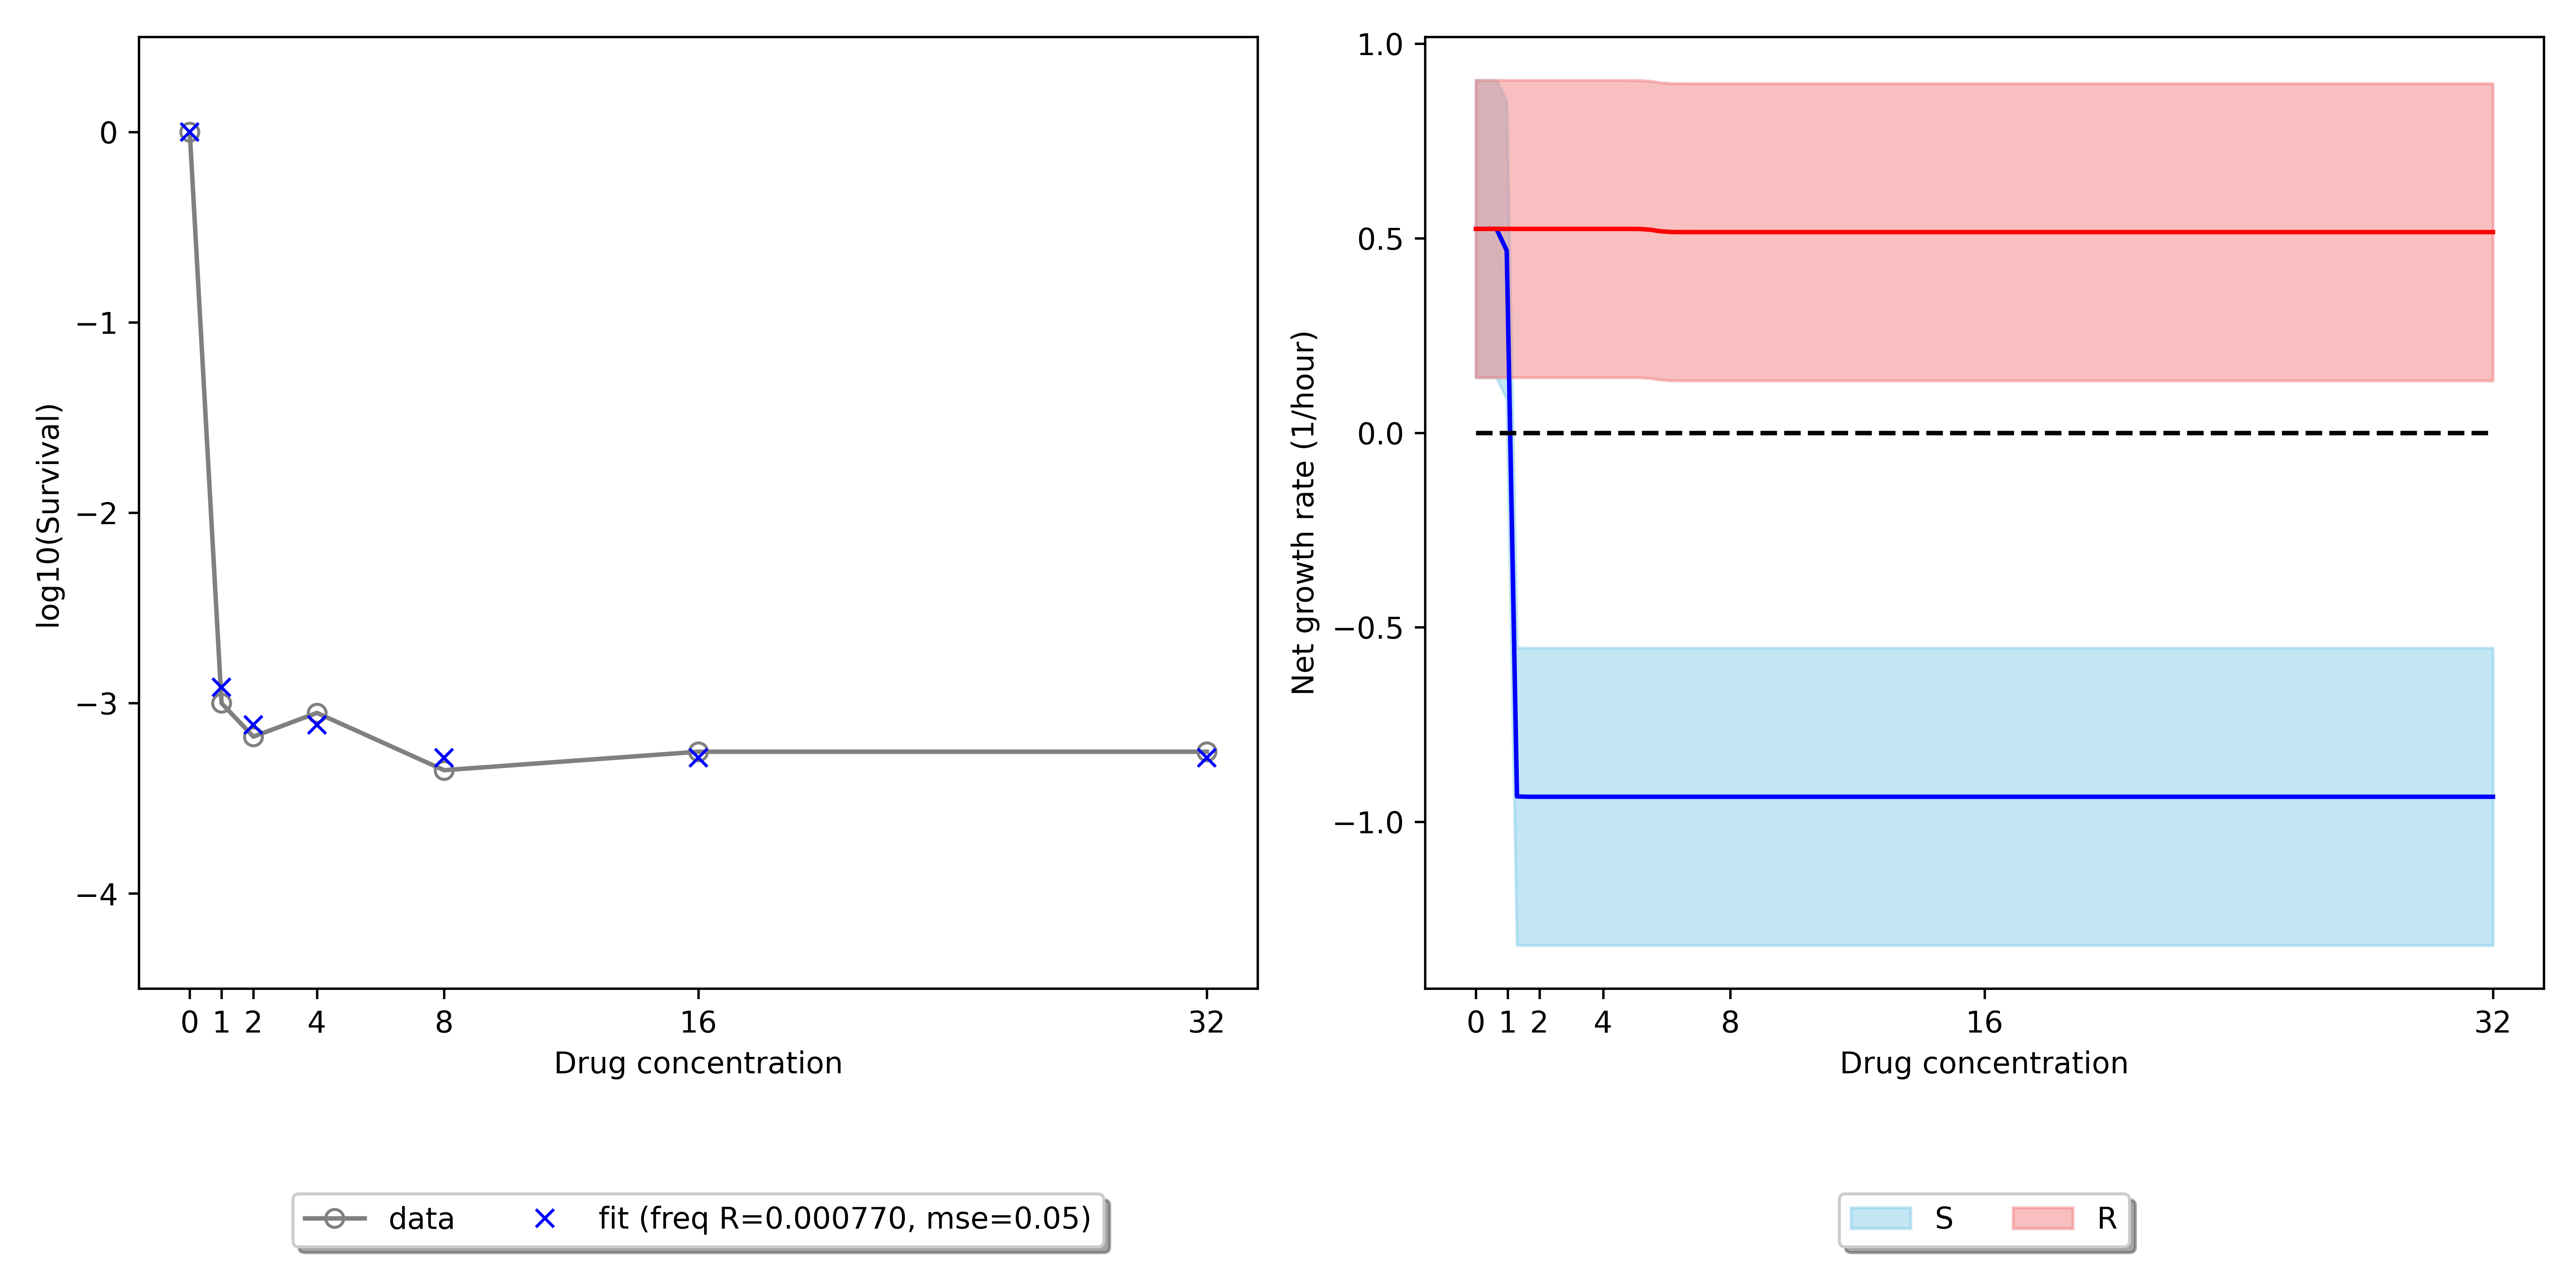 log10(Survival)
0
−1
−2
−3
−4
0 1 2 4 8 16 32
Drug concentration
data fit (freq R=0.000770, mse=0.05)
Net growth rate (1/hour)
1.0
0.5
0.0
−0.5
−1.0
0 1 2 4 8 16 32
Drug concentration
S R